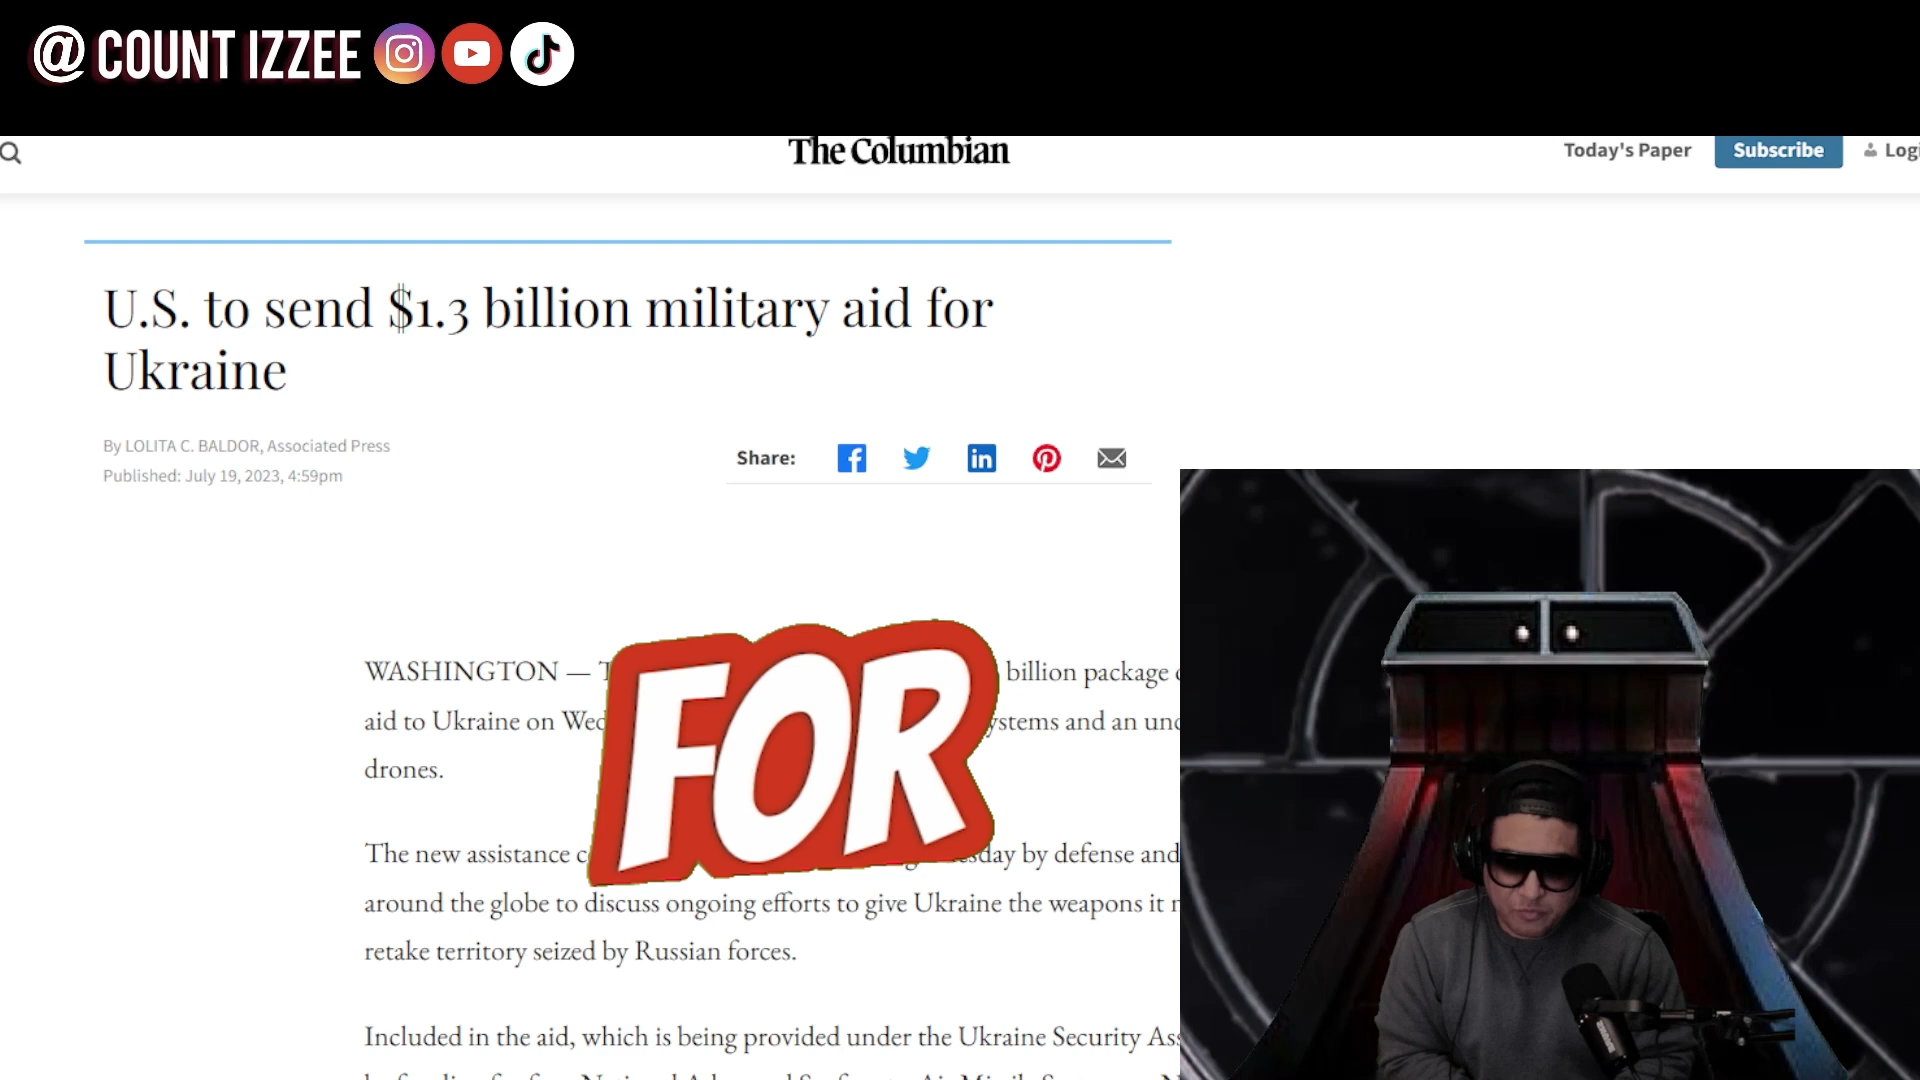 @ COUNT IZZEE
The Columbian
Today's Paper
Subscribe
Logi
U.S. to send $1.3 billion military aid for
Ukraine
By LOLITA C. BALDOR, Associated Press
Published: July 19, 2023, 4:59pm
Share:
WASHINGTON — billion package
aid to Ukraine on and an
drones.
FOR
The new assistance by defense and
around the globe to discuss ongoing efforts to give Ukraine the weapons it
retake territory seized by Russian forces.
Included in the aid, which is being provided under the Ukraine Security